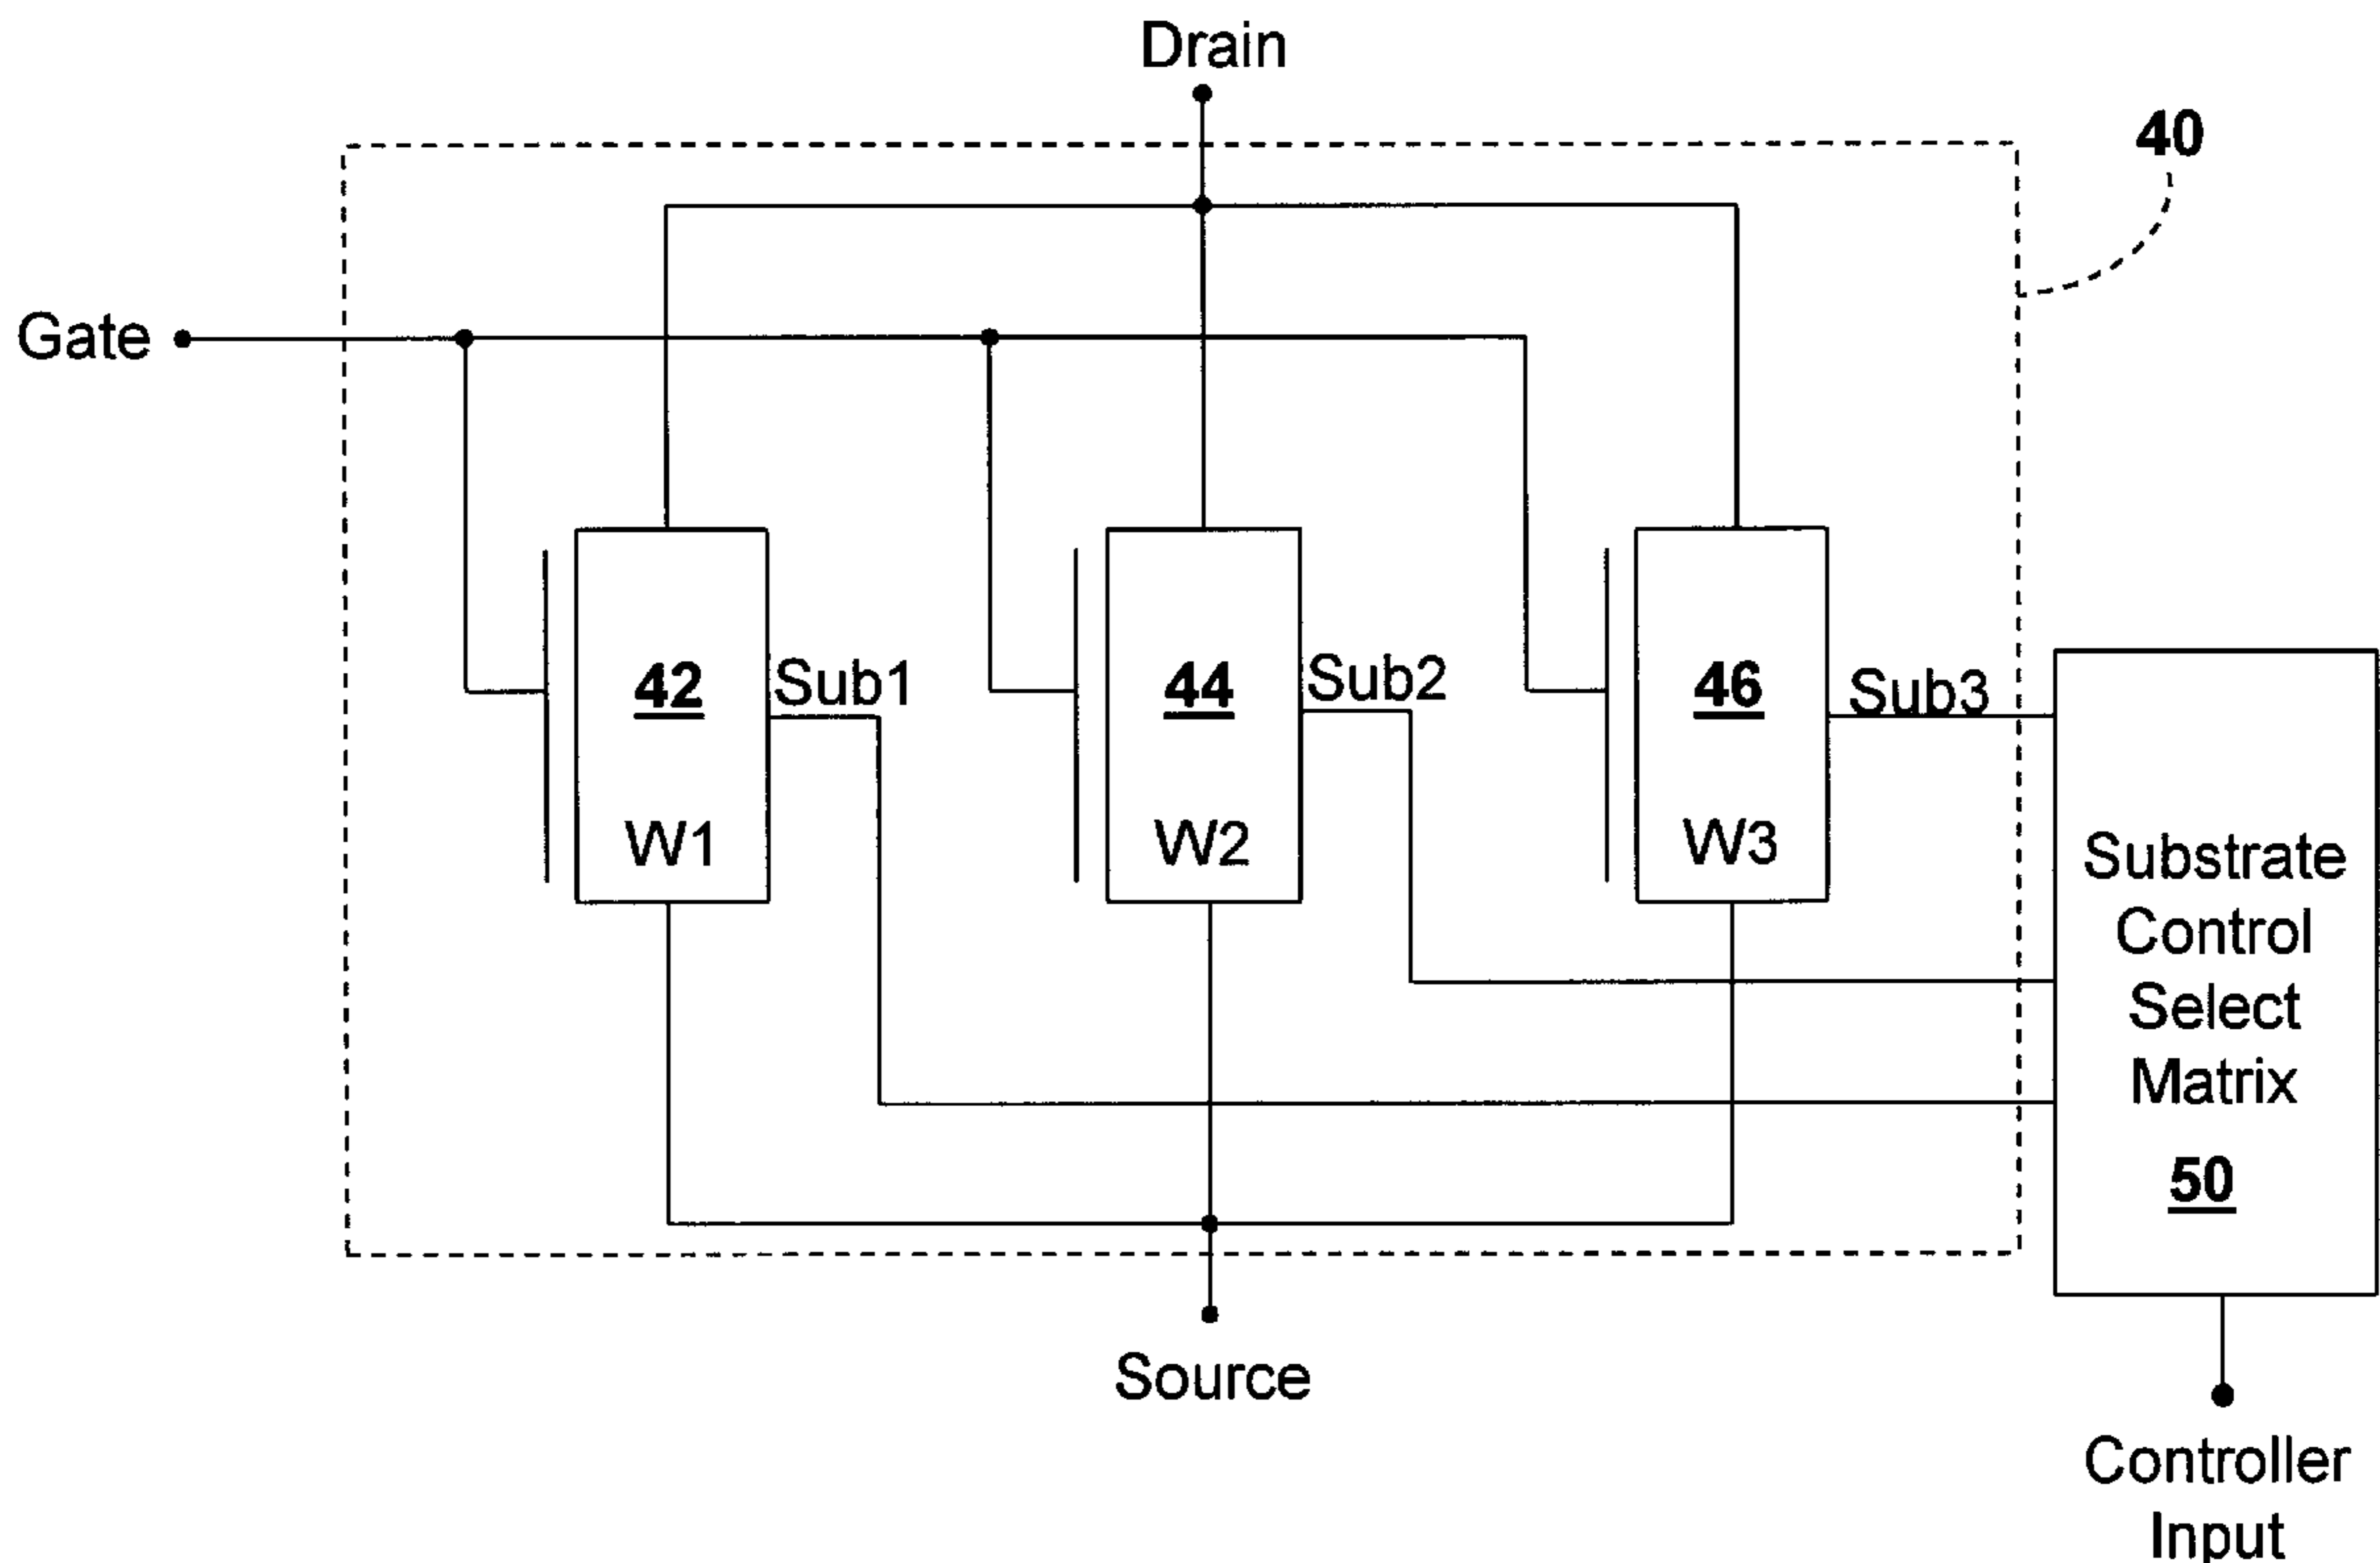 Drain
40
Gate
42
Sub1
44
Sub2
46
Sub3
W1
W2
W3
Substrate
Control
Select
Matrix
50
Source
Controller
Input